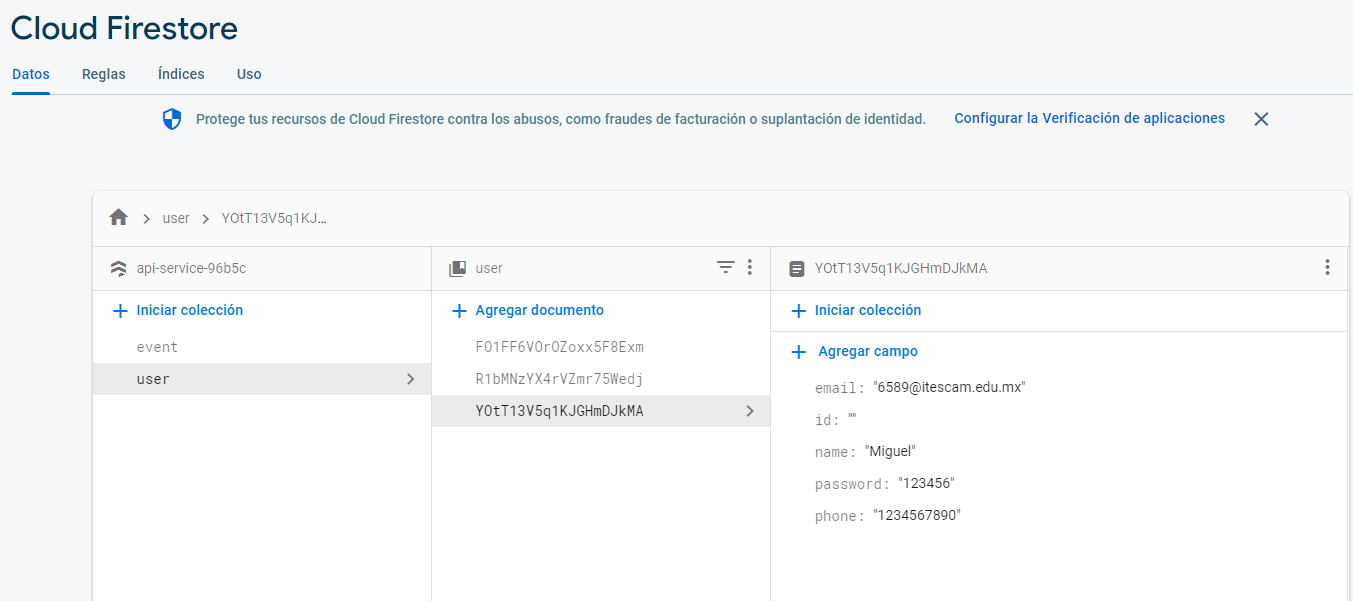 Cloud Firestore
Datos Reglas Índices Uso
Protege tus recursos de Cloud Firestore contra los abusos, como fraudes de facturación o suplantación de identidad. Configurar la Verificación de aplicaciones
user YOtT13V5q1KJ...
api-service-96b5c
Iniciar colección
event
user
user
Agregar documento
FO1FF6VOrOZoxx5F8Exm
R1bMNzYX4rVZmr75Wedj
YOtT13V5q1KJGHmDJkMA
YOtT13V5q1KJGHmDJkMA
Iniciar colección
Agregar campo
email: "6589@itescam.edu.mx"
id: ""
name: "Miguel"
password: "123456"
phone: "1234567890"